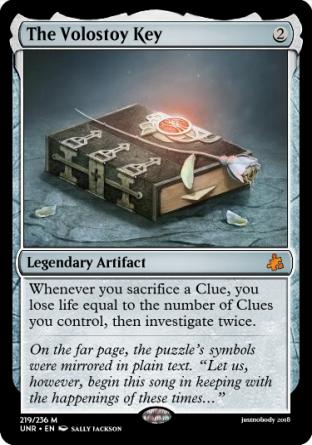 The Volostoy Key 2
Legendary Artifact
Whenever you sacrifice a Clue, you
lose life equal to the number of Clues
you control, then investigate twice.
On the far page, the puzzle's symbols
were mirrored in plain text. “Let us,
however, begin this song in keeping with
the happenings of these times…”
219/236 M
UNR • EN SALLY JACKSON
justnobody 2018